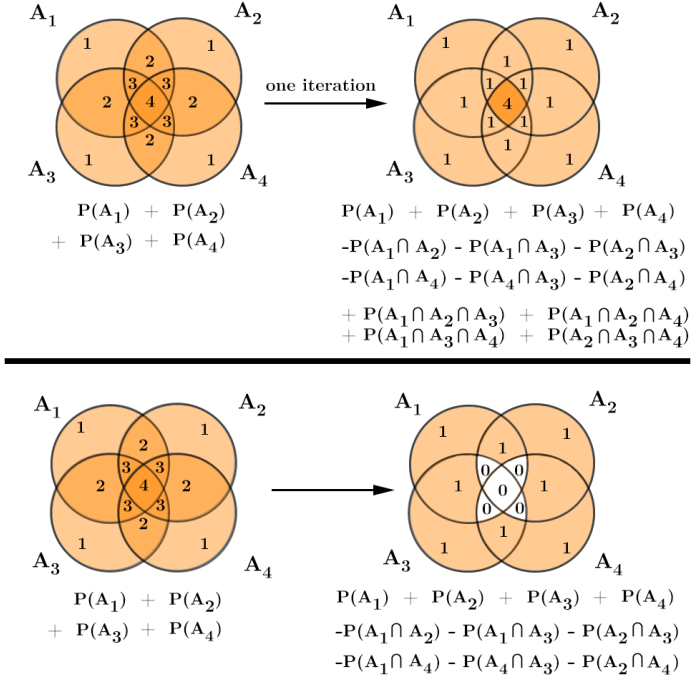 A₁ A₂ A₁ A₂
1 1 1 1
2 1
3 3 one iteration 1 1
2 4 2 1 4 1
3 3 1 1
2 1
1 1 1 1
A₃ A₄ A₃ A₄
P(A₁) + P(A₂) P(A₁) + P(A₂) + P(A₃) + P(A₄)
+ P(A₃) + P(A₄) -P(A₁⋂A₂) - P(A₁⋂A₃) - P(A₂⋂A₃)
-P(A₁⋂A₄) - P(A₄⋂A₃) - P(A₂⋂A₄)
+ P(A₁⋂A₂⋂A₃) + P(A₁⋂A₂⋂A₄)
+ P(A₁⋂A₃⋂A₄) + P(A₂⋂A₃⋂A₄)
A₁ A₂ A₁ A₂
1 1 1 1
2 1
3 3 0 0
2 4 2 1 0 1
3 3 0 0
2 1
1 1 1 1
A₃ A₄ A₃ A₄
P(A₁) + P(A₂) P(A₁) + P(A₂) + P(A₃) + P(A₄)
+ P(A₃) + P(A₄) -P(A₁⋂A₂) - P(A₁⋂A₃) - P(A₂⋂A₃)
-P(A₁⋂A₄) - P(A₄⋂A₃) - P(A₂⋂A₄)